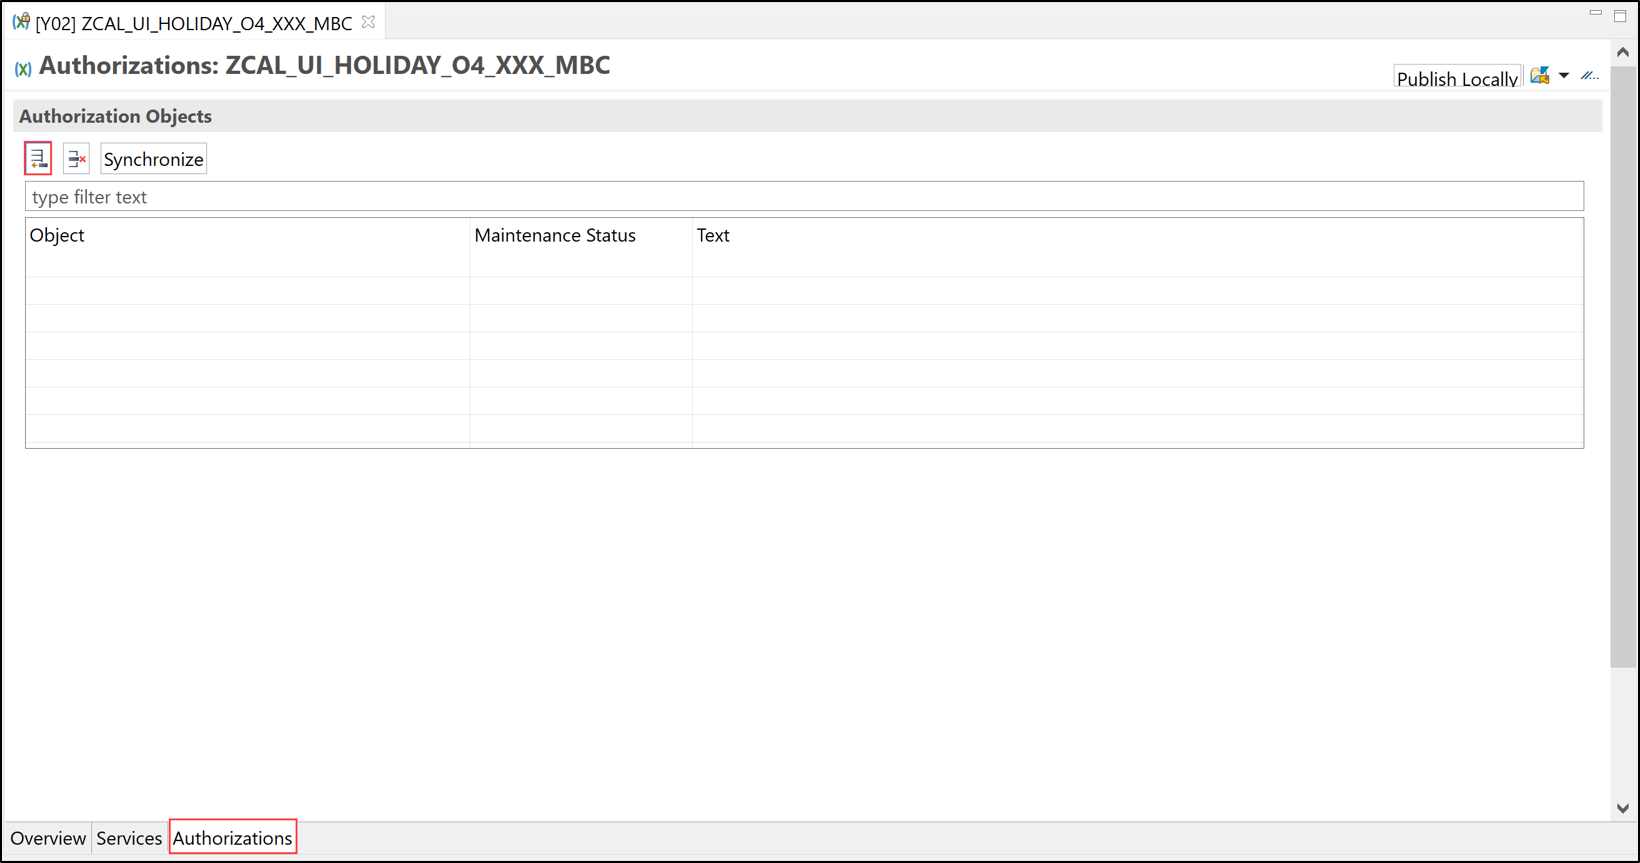 [Y02] ZCAL_UI_HOLIDAY_O4_XXX_MBC
Authorizations: ZCAL_UI_HOLIDAY_O4_XXX_MBC
Publish Locally
Authorization Objects
Synchronize
type filter text
Object Maintenance Status Text
Overview Services Authorizations